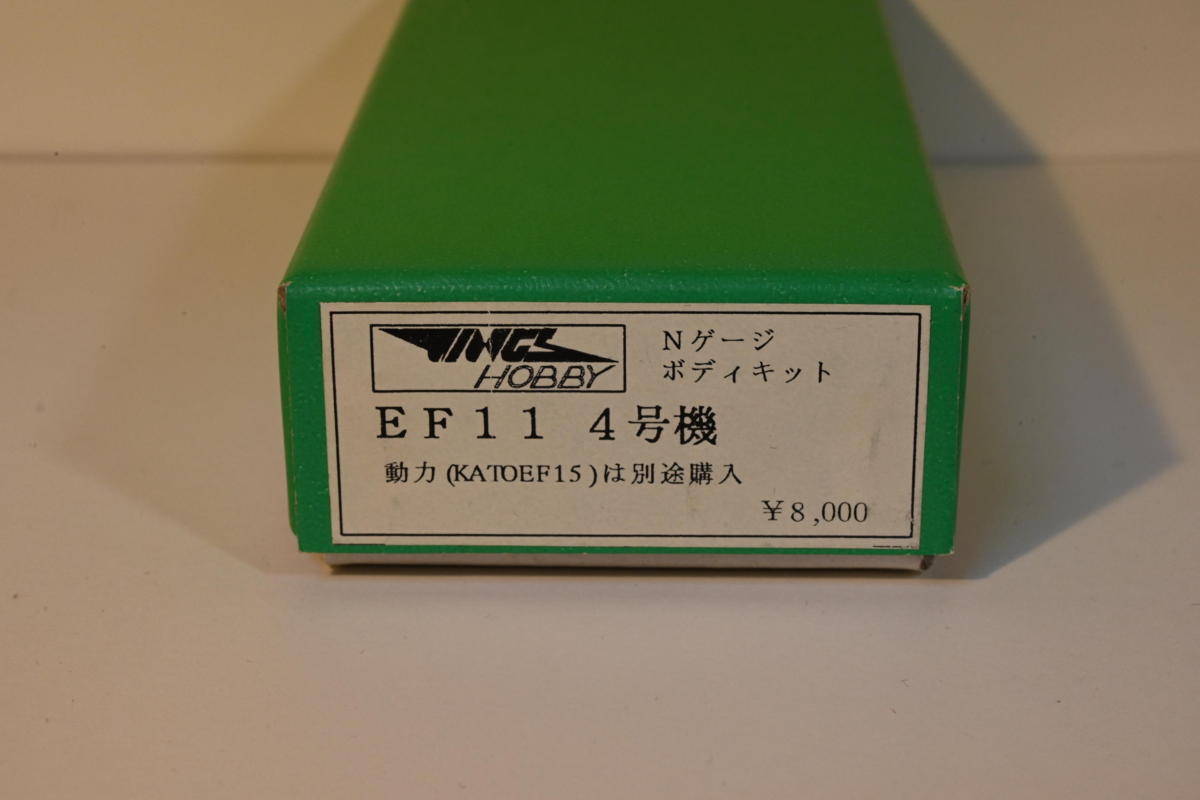 WINGS
HOBBY
Nゲージ
ボディキット
EF11 4号機
動力(KATOEF15)は別途購入
￥8,000